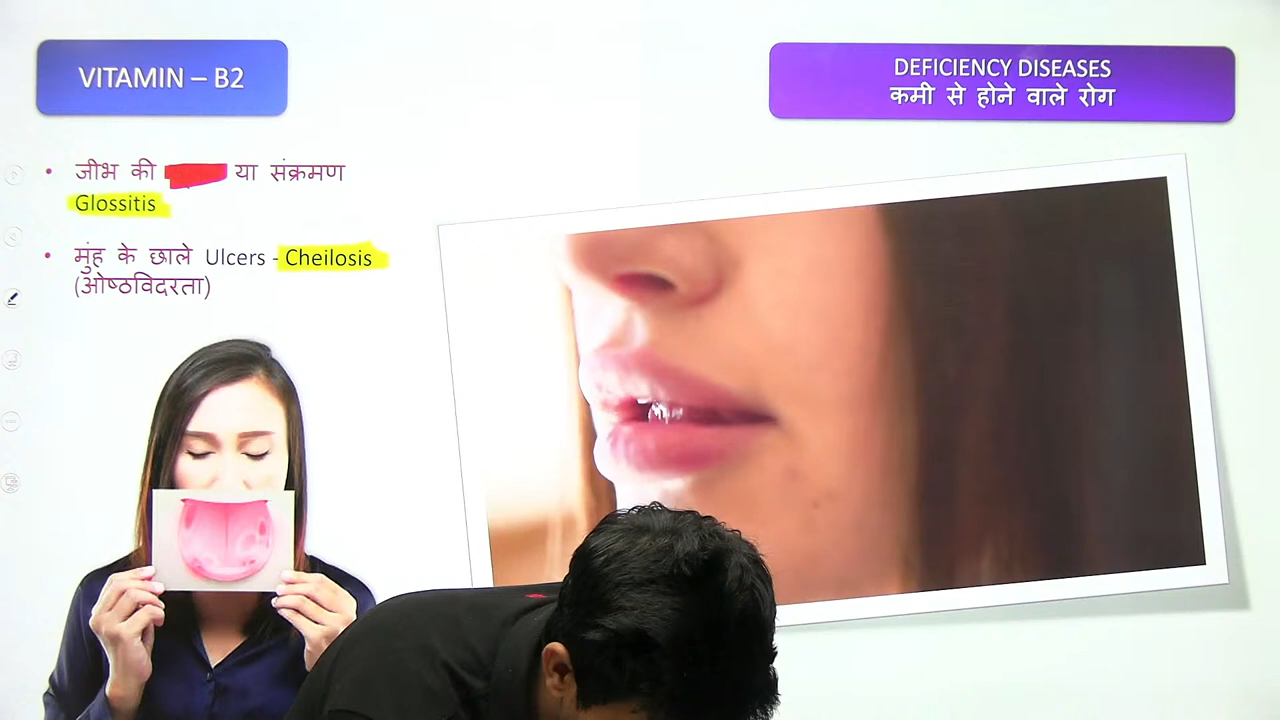 VITAMIN – B2
DEFICIENCY DISEASES
कमी से होने वाले रोग
• जीभ की या संक्रमण
Glossitis
• मुंह के छाले Ulcers - Cheilosis
(ओष्ठविदरता)